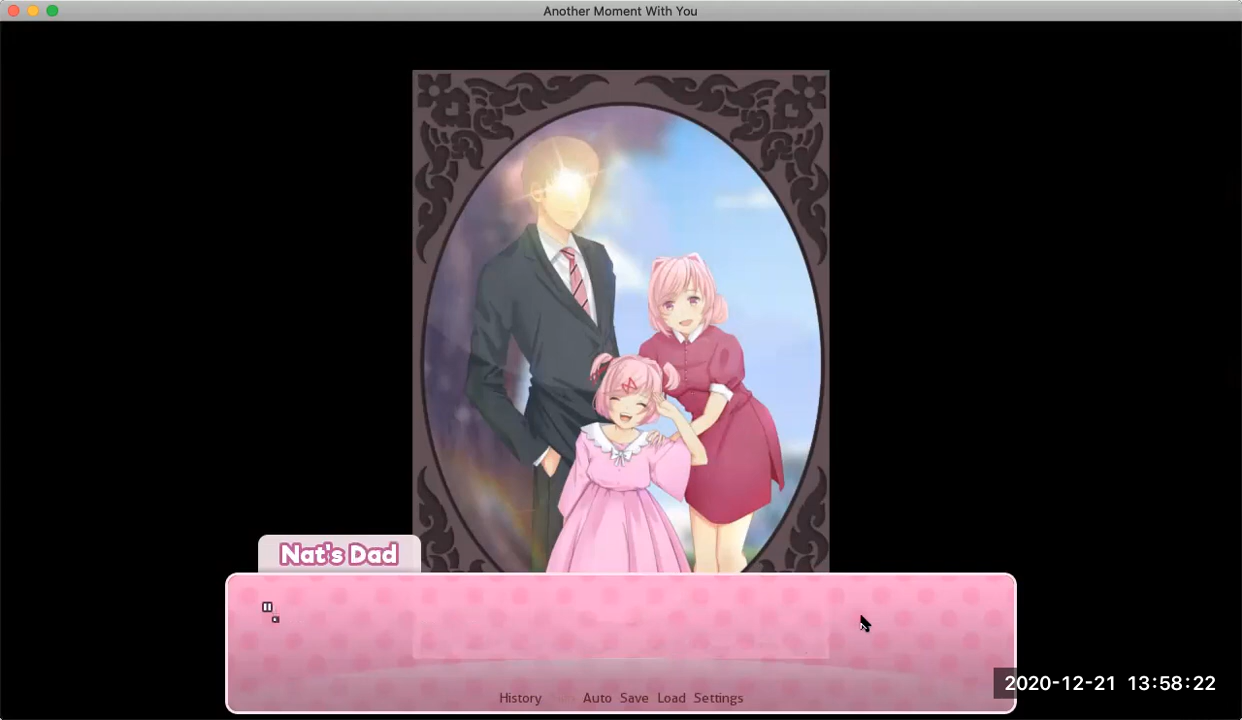 Another Moment With You
Nat's Dad
History Auto Save Load Settings
2020-12-21 13:58:22